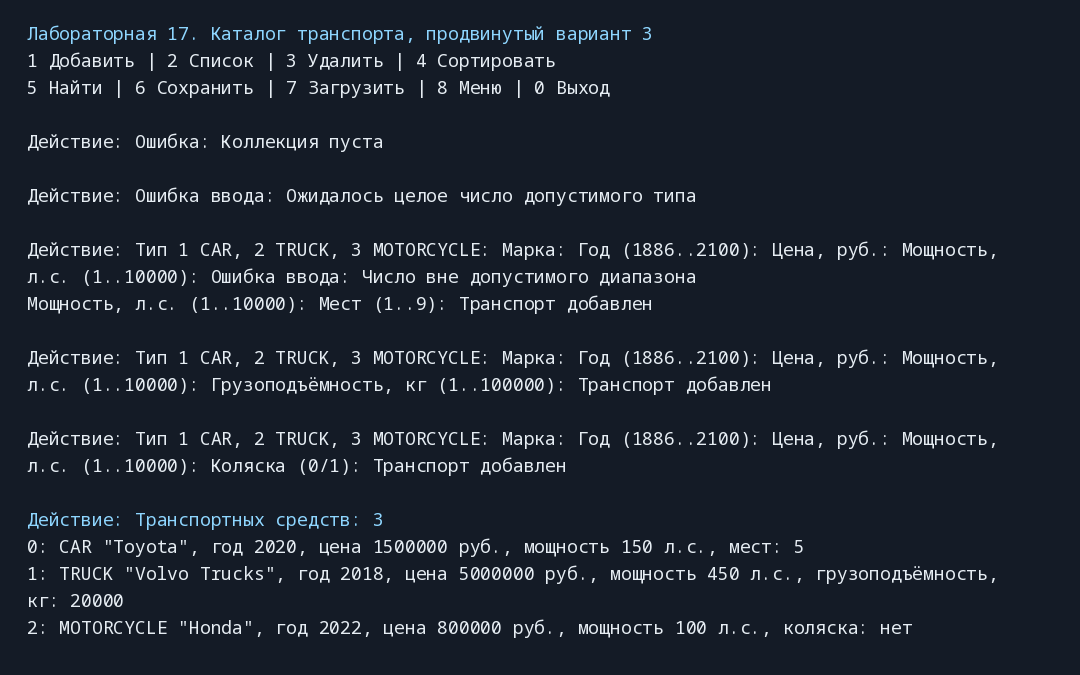 Лабораторная 17. Каталог транспорта, продвинутый вариант 3
1 Добавить | 2 Список | 3 Удалить | 4 Сортировать
5 Найти | 6 Сохранить | 7 Загрузить | 8 Меню | 0 Выход
Действие: Ошибка: Коллекция пуста
Действие: Ошибка ввода: Ожидалось целое число допустимого типа
Действие: Тип 1 CAR, 2 TRUCK, 3 MOTORCYCLE: Марка: Год (1886..2100): Цена, руб.: Мощность,
л.с. (1..10000): Ошибка ввода: Число вне допустимого диапазона
Мощность, л.с. (1..10000): Мест (1..9): Транспорт добавлен
Действие: Тип 1 CAR, 2 TRUCK, 3 MOTORCYCLE: Марка: Год (1886..2100): Цена, руб.: Мощность,
л.с. (1..10000): Грузоподъёмность, кг (1..100000): Транспорт добавлен
Действие: Тип 1 CAR, 2 TRUCK, 3 MOTORCYCLE: Марка: Год (1886..2100): Цена, руб.: Мощность,
л.с. (1..10000): Коляска (0/1): Транспорт добавлен
Действие: Транспортных средств: 3
0: CAR "Toyota", год 2020, цена 1500000 руб., мощность 150 л.с., мест: 5
1: TRUCK "Volvo Trucks", год 2018, цена 5000000 руб., мощность 450 л.с., грузоподъёмность,
кг: 20000
2: MOTORCYCLE "Honda", год 2022, цена 800000 руб., мощность 100 л.с., коляска: нет